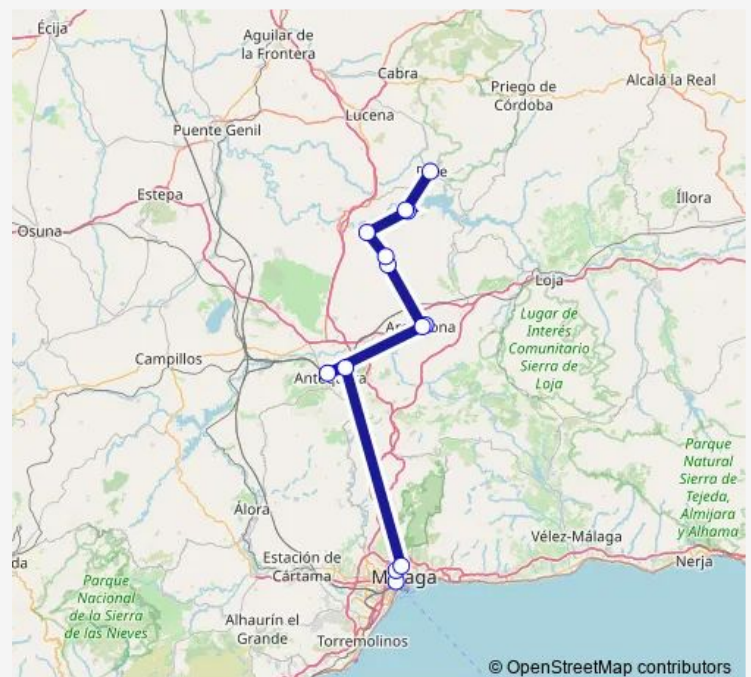 Écija
Aguilar de
la Frontera
Cabra
Alcalá la Real
Priego de
Córdoba
Lucena
Puente Genil
Estepa
Íllora
Osuna
Loja
Lugar de
Interés
Comunitario
Sierra de
Loja
Campillos
Parque
Natural
Sierra de
Tejeda,
Almijara
y Alhama
Álora
Vélez-Málaga
Estación de
Cártama
Nerja
Málaga
Parque
Nacional
de la Sierra
de las Nieves
Alhaurín el
Grande
Torremolinos
© OpenStreetMap contributors